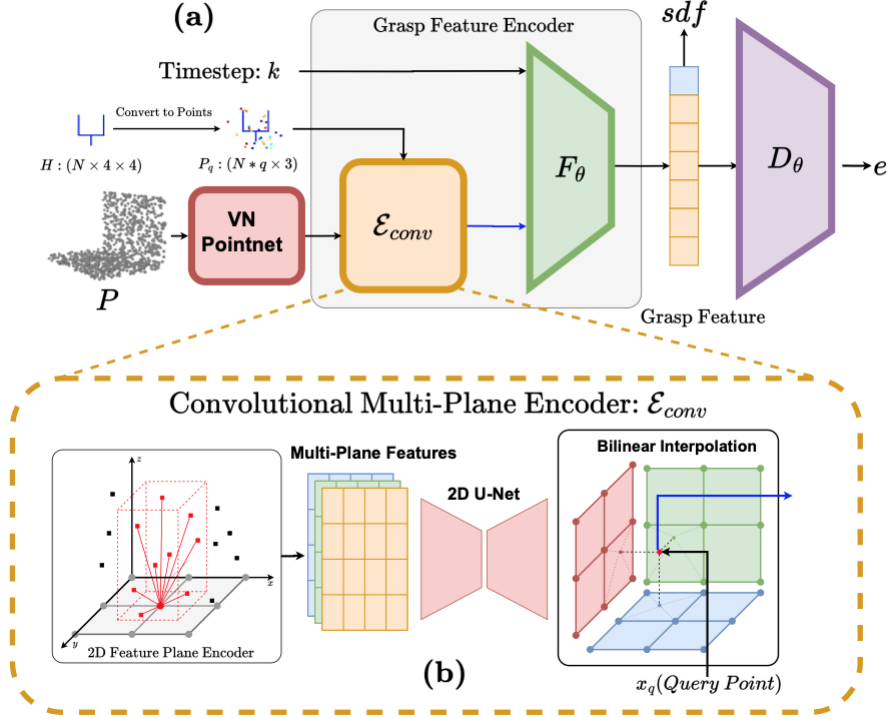 (a)
Grasp Feature Encoder
sdf
Timestep: k
Convert to Points
H : (N × 4 × 4)
P_q : (N * q × 3)
VN
Pointnet
ℰ_conv
F_θ
D_θ
e
P
Grasp Feature
Convolutional Multi-Plane Encoder: ℰ_conv
Multi-Plane Features
2D U-Net
Bilinear Interpolation
z
x
y
2D Feature Plane Encoder
(b)
x_q(Query Point)